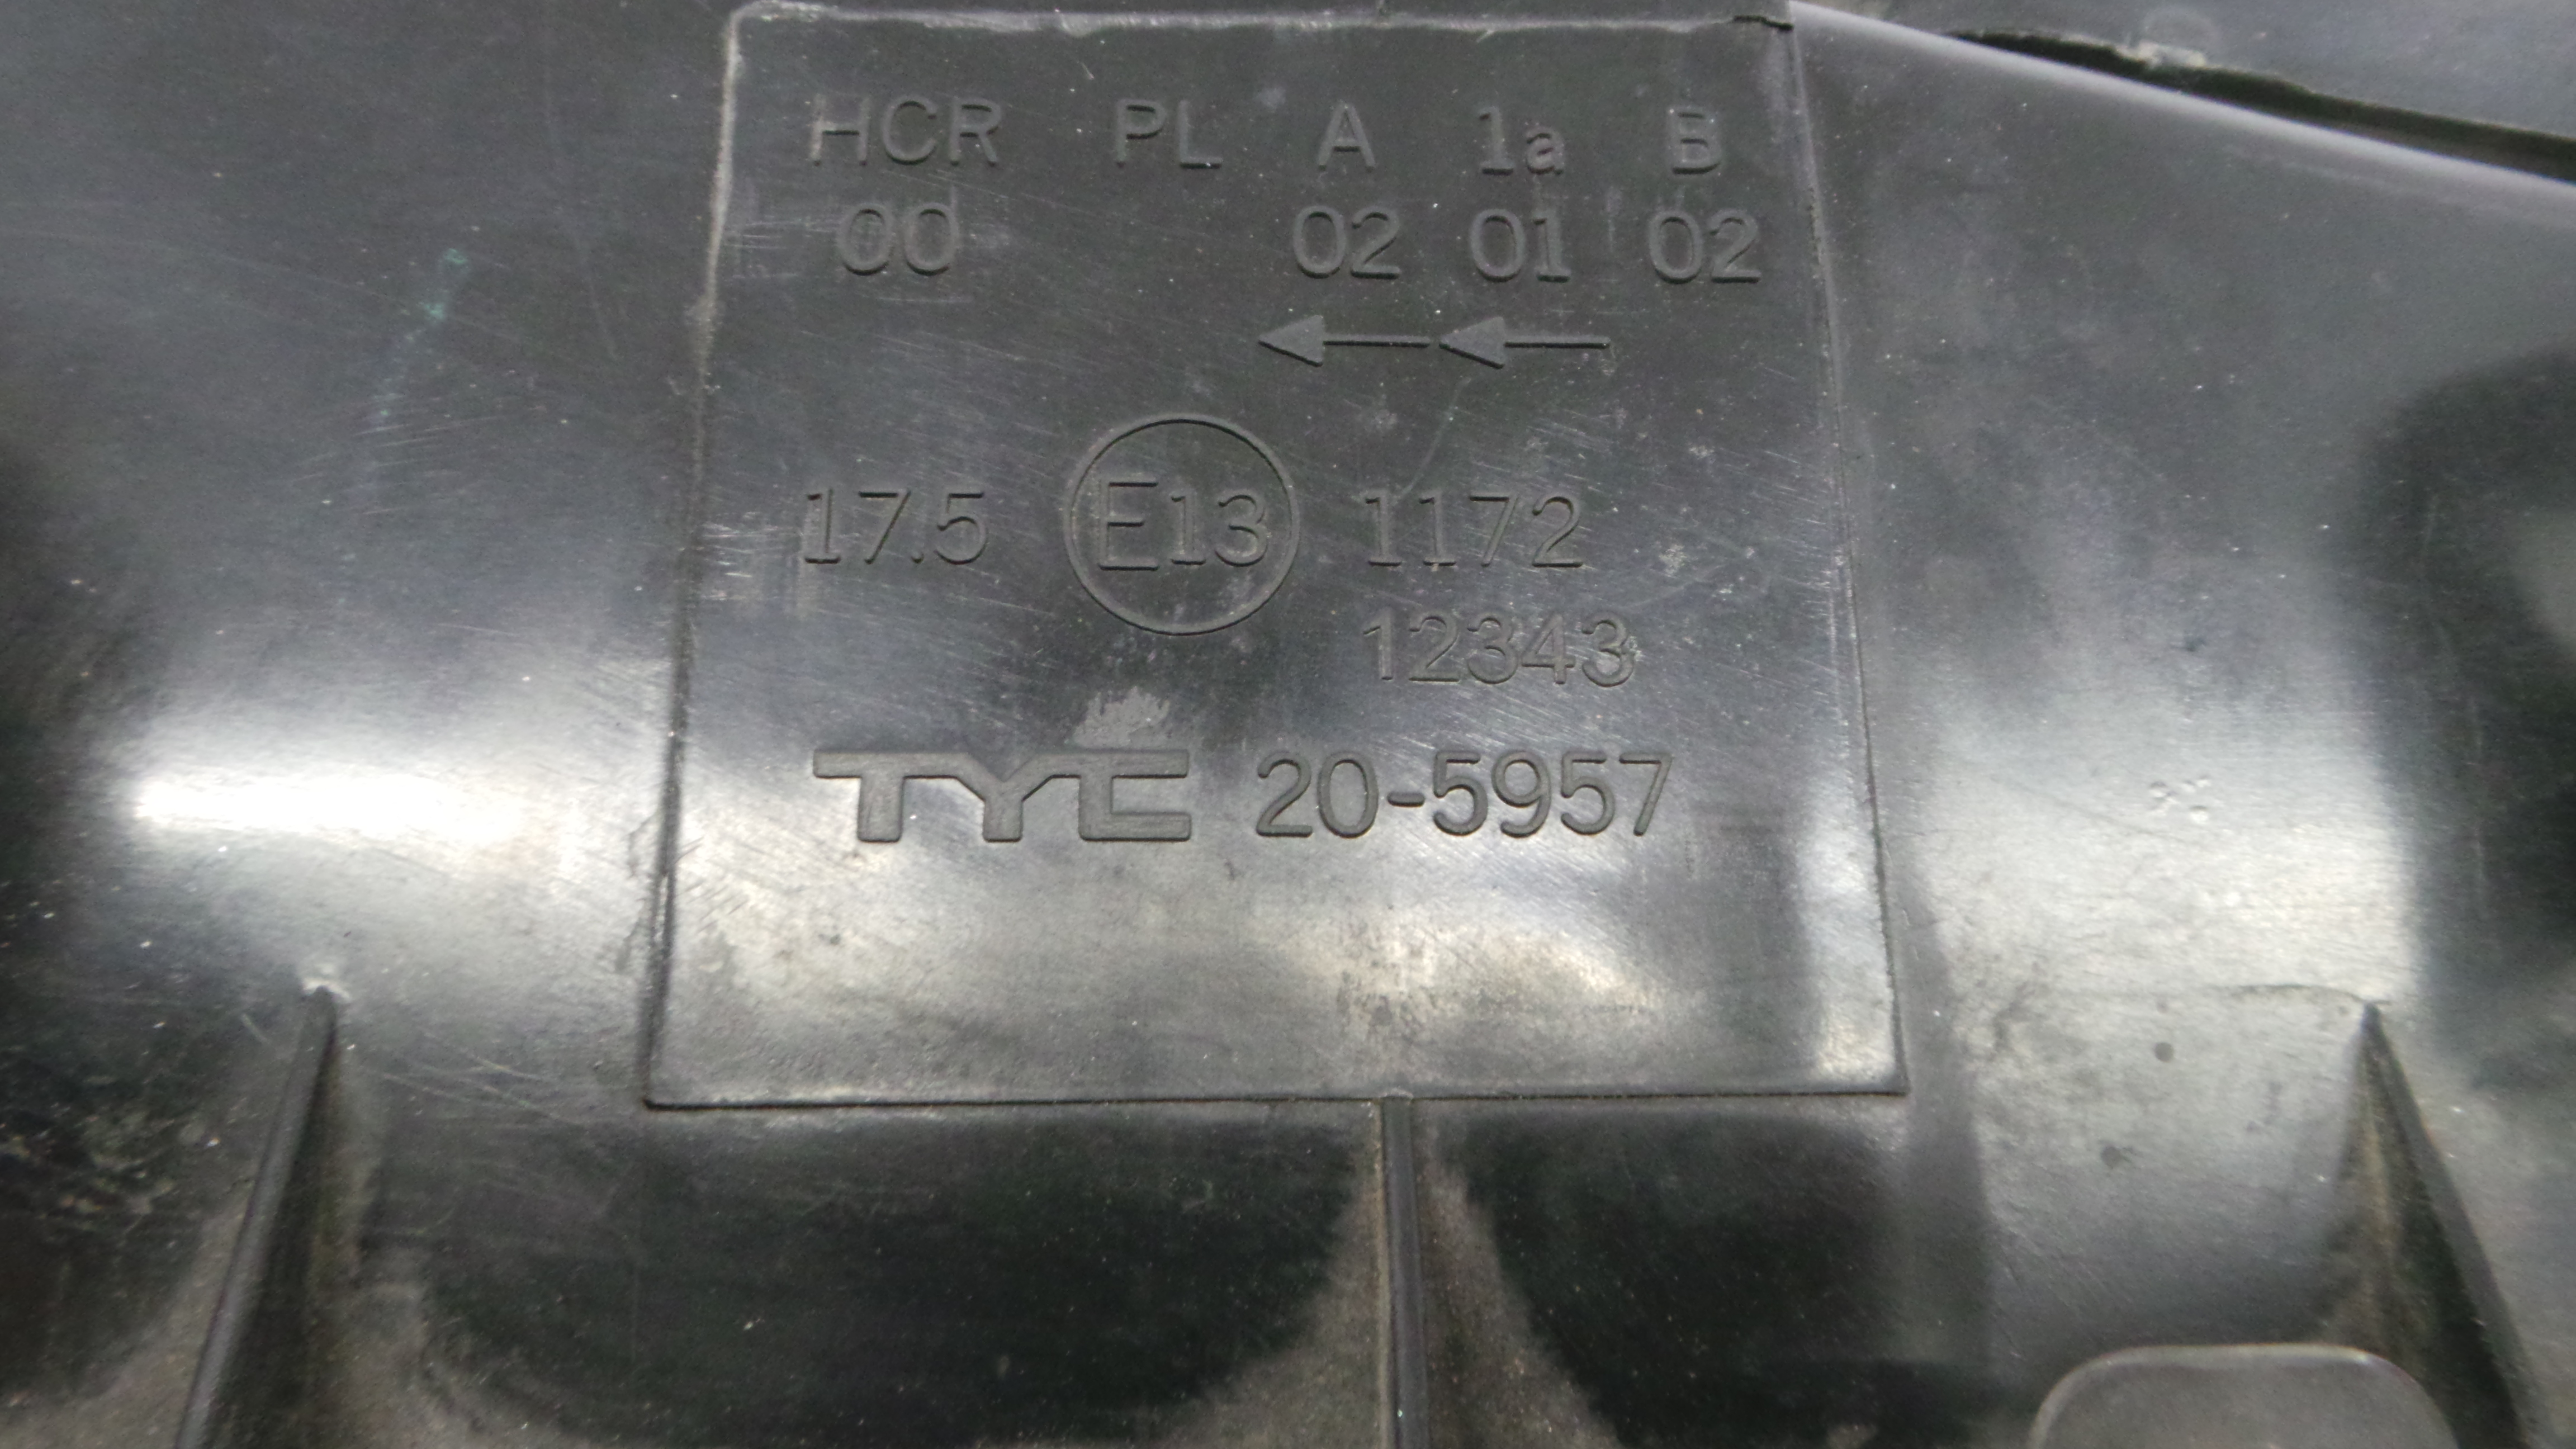 HCR PL A 1a B
00 02 01 02
17.5 E13 1172
12343
TYC 20-5957